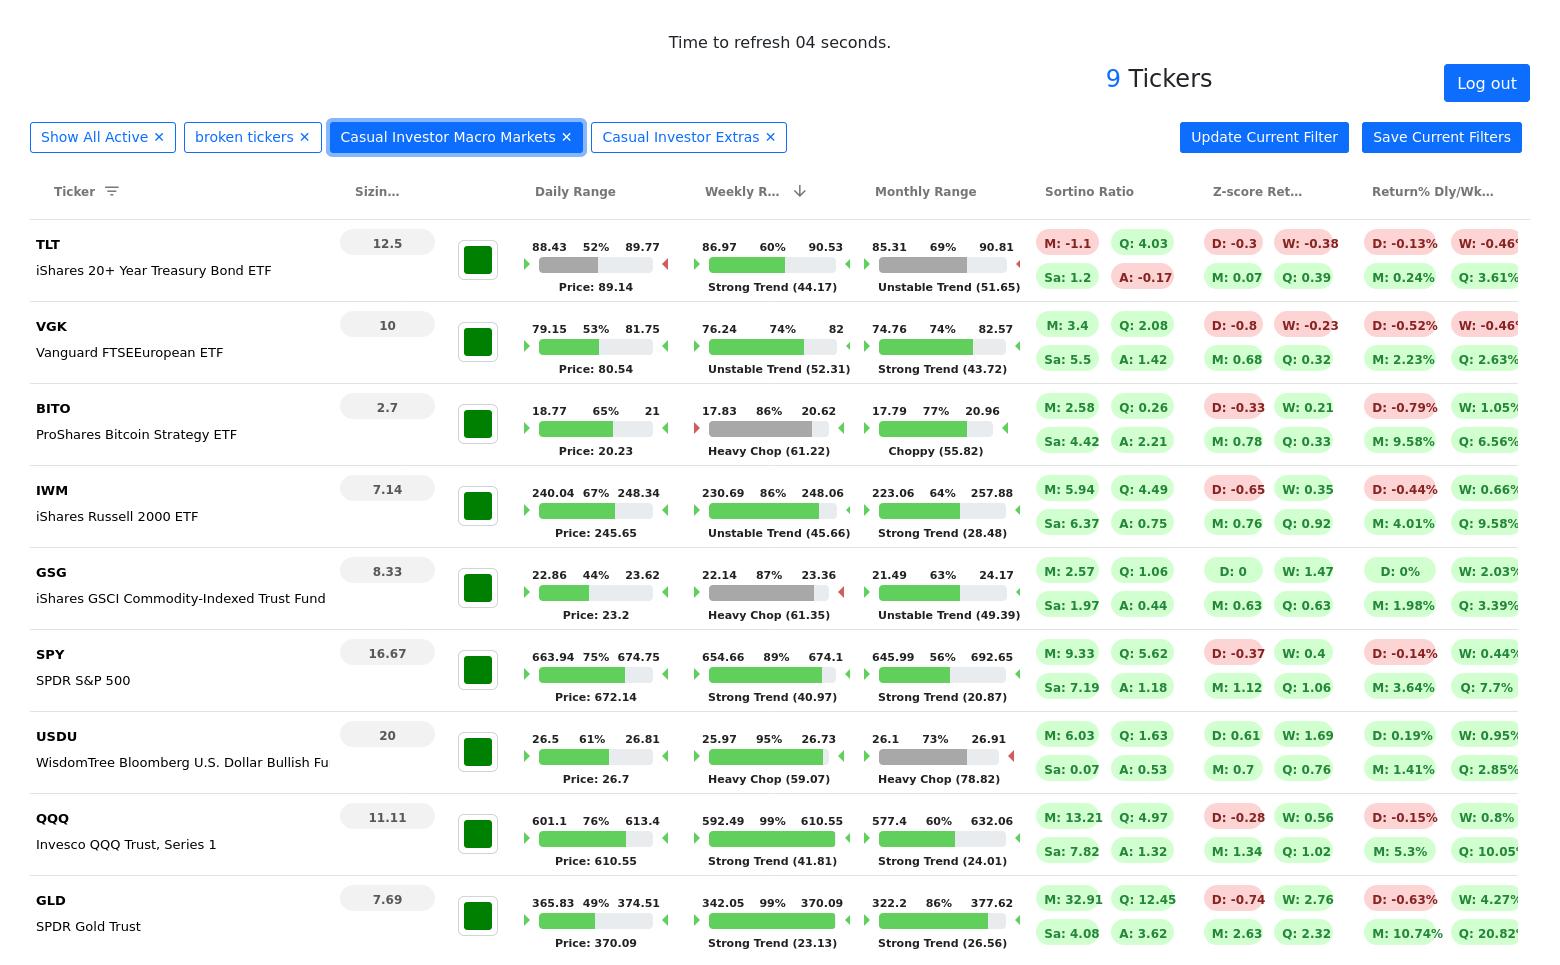 Time to refresh 04 seconds.
9 Tickers
Log out
Show All Active ✕ broken tickers ✕ Casual Investor Macro Markets ✕ Casual Investor Extras ✕ Update Current Filter Save Current Filters
Ticker Sizin… Daily Range Weekly R… Monthly Range Sortino Ratio Z-score Ret… Return% Dly/Wk…
TLT 12.5 88.43 52% 89.77 86.97 60% 90.53 85.31 69% 90.81 M: -1.1 Q: 4.03 D: -0.3 W: -0.38 D: -0.13% W: -0.46%
iShares 20+ Year Treasury Bond ETF Sa: 1.2 A: -0.17 M: 0.07 Q: 0.39 M: 0.24% Q: 3.61%
Price: 89.14 Strong Trend (44.17) Unstable Trend (51.65)
VGK 10 79.15 53% 81.75 76.24 74% 82 74.76 74% 82.57 M: 3.4 Q: 2.08 D: -0.8 W: -0.23 D: -0.52% W: -0.46%
Vanguard FTSEEuropean ETF Sa: 5.5 A: 1.42 M: 0.68 Q: 0.32 M: 2.23% Q: 2.63%
Price: 80.54 Unstable Trend (52.31) Strong Trend (43.72)
BITO 2.7 18.77 65% 21 17.83 86% 20.62 17.79 77% 20.96 M: 2.58 Q: 0.26 D: -0.33 W: 0.21 D: -0.79% W: 1.05%
ProShares Bitcoin Strategy ETF Sa: 4.42 A: 2.21 M: 0.78 Q: 0.33 M: 9.58% Q: 6.56%
Price: 20.23 Heavy Chop (61.22) Choppy (55.82)
IWM 7.14 240.04 67% 248.34 230.69 86% 248.06 223.06 64% 257.88 M: 5.94 Q: 4.49 D: -0.65 W: 0.35 D: -0.44% W: 0.66%
iShares Russell 2000 ETF Sa: 6.37 A: 0.75 M: 0.76 Q: 0.92 M: 4.01% Q: 9.58%
Price: 245.65 Unstable Trend (45.66) Strong Trend (28.48)
GSG 8.33 22.86 44% 23.62 22.14 87% 23.36 21.49 63% 24.17 M: 2.57 Q: 1.06 D: 0 W: 1.47 D: 0% W: 2.03%
iShares GSCI Commodity-Indexed Trust Fund Sa: 1.97 A: 0.44 M: 0.63 Q: 0.63 M: 1.98% Q: 3.39%
Price: 23.2 Heavy Chop (61.35) Unstable Trend (49.39)
SPY 16.67 663.94 75% 674.75 654.66 89% 674.1 645.99 56% 692.65 M: 9.33 Q: 5.62 D: -0.37 W: 0.4 D: -0.14% W: 0.44%
SPDR S&P 500 Sa: 7.19 A: 1.18 M: 1.12 Q: 1.06 M: 3.64% Q: 7.7%
Price: 672.14 Strong Trend (40.97) Strong Trend (20.87)
USDU 20 26.5 61% 26.81 25.97 95% 26.73 26.1 73% 26.91 M: 6.03 Q: 1.63 D: 0.61 W: 1.69 D: 0.19% W: 0.95%
WisdomTree Bloomberg U.S. Dollar Bullish Fu Sa: 0.07 A: 0.53 M: 0.7 Q: 0.76 M: 1.41% Q: 2.85%
Price: 26.7 Heavy Chop (59.07) Heavy Chop (78.82)
QQQ 11.11 601.1 76% 613.4 592.49 99% 610.55 577.4 60% 632.06 M: 13.21 Q: 4.97 D: -0.28 W: 0.56 D: -0.15% W: 0.8%
Invesco QQQ Trust, Series 1 Sa: 7.82 A: 1.32 M: 1.34 Q: 1.02 M: 5.3% Q: 10.05%
Price: 610.55 Strong Trend (41.81) Strong Trend (24.01)
GLD 7.69 365.83 49% 374.51 342.05 99% 370.09 322.2 86% 377.62 M: 32.91 Q: 12.45 D: -0.74 W: 2.76 D: -0.63% W: 4.27%
SPDR Gold Trust Sa: 4.08 A: 3.62 M: 2.63 Q: 2.32 M: 10.74% Q: 20.82%
Price: 370.09 Strong Trend (23.13) Strong Trend (26.56)